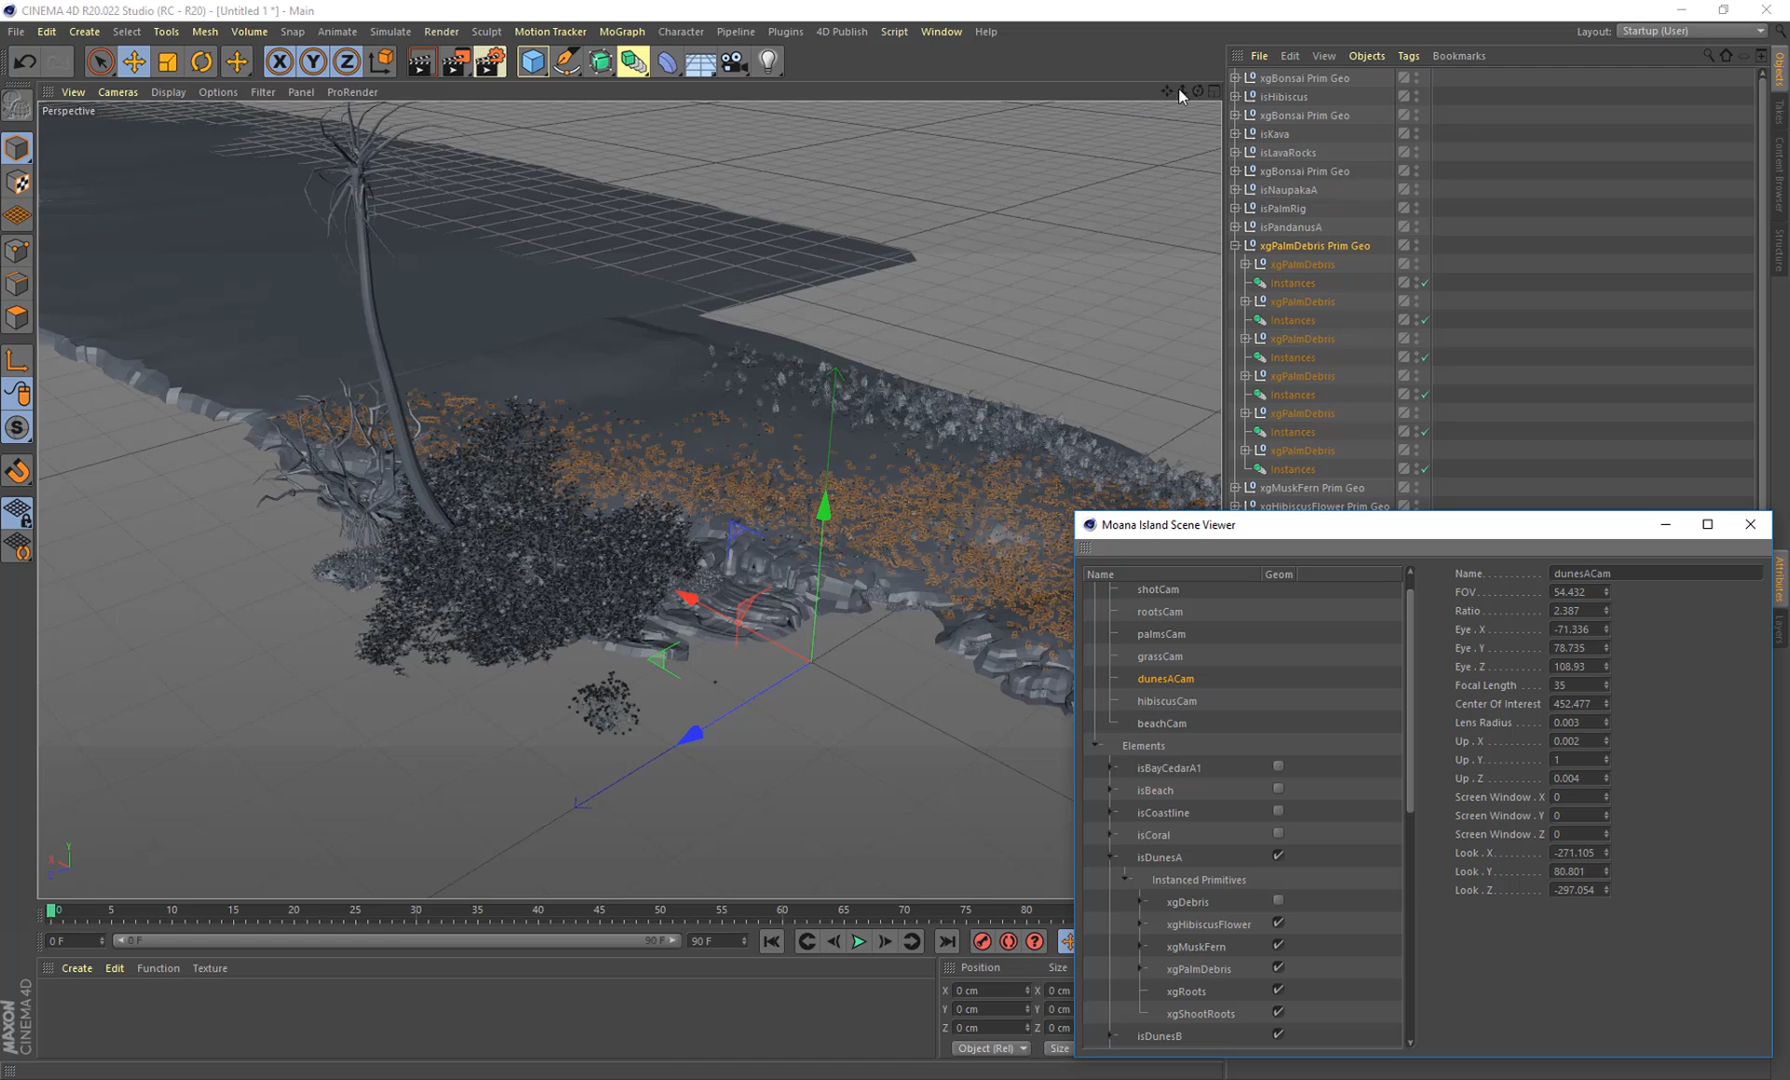 CINEMA 4D R20.022 Studio (RC - R20) - [Untitled 1 *] - Main
File Edit Create Select Tools Mesh Volume Snap Animate Simulate Render Sculpt Motion Tracker MoGraph Character Pipeline Plugins 4D Publish Script Window Help
Layout: Startup (User)
X Y Z
File Edit View Objects Tags Bookmarks
View Cameras Display Options Filter Panel ProRender
Perspective
xgBonsai Prim Geo
isHibiscus
xgBonsai Prim Geo
isKava
isLavaRocks
xgBonsai Prim Geo
isNaupakaA
isPalmRig
isPandanusA
xgPalmDebris Prim Geo
xgPalmDebris
Instances
xgPalmDebris
Instances
xgPalmDebris
Instances
xgPalmDebris
Instances
xgPalmDebris
Instances
xgPalmDebris
Instances
xgMuskFern Prim Geo
xgHibiscusFlower Prim Geo
Objects
Takes
Content Browser
Structure
Attributes
Layers
Moana Island Scene Viewer
Name Geom
shotCam
rootsCam
palmsCam
grassCam
dunesACam
hibiscusCam
beachCam
Elements
isBayCedarA1
isBeach
isCoastline
isCoral
isDunesA
Instanced Primitives
xgDebris
xgHibiscusFlower
xgMuskFern
xgPalmDebris
xgRoots
xgShootRoots
isDunesB
Name dunesACam
FOV 54.432
Ratio 2.387
Eye . X -71.336
Eye . Y 78.735
Eye . Z 108.93
Focal Length 35
Center Of Interest 452.477
Lens Radius 0.003
Up . X 0.002
Up . Y 1
Up . Z 0.004
Screen Window . X 0
Screen Window . Y 0
Screen Window . Z 0
Look . X -271.105
Look . Y 80.801
Look . Z -297.054
Y
X
Z
0 5 10 15 20 25 30 35 40 45 50 55 60 65 70 75 80
0 F 0 F 90 F 90 F
Create Edit Function Texture
Position Size
X 0 cm 0 cm
Y 0 cm 0 cm
Z 0 cm 0 cm
Object (Rel) Size
MAXON
CINEMA 4D